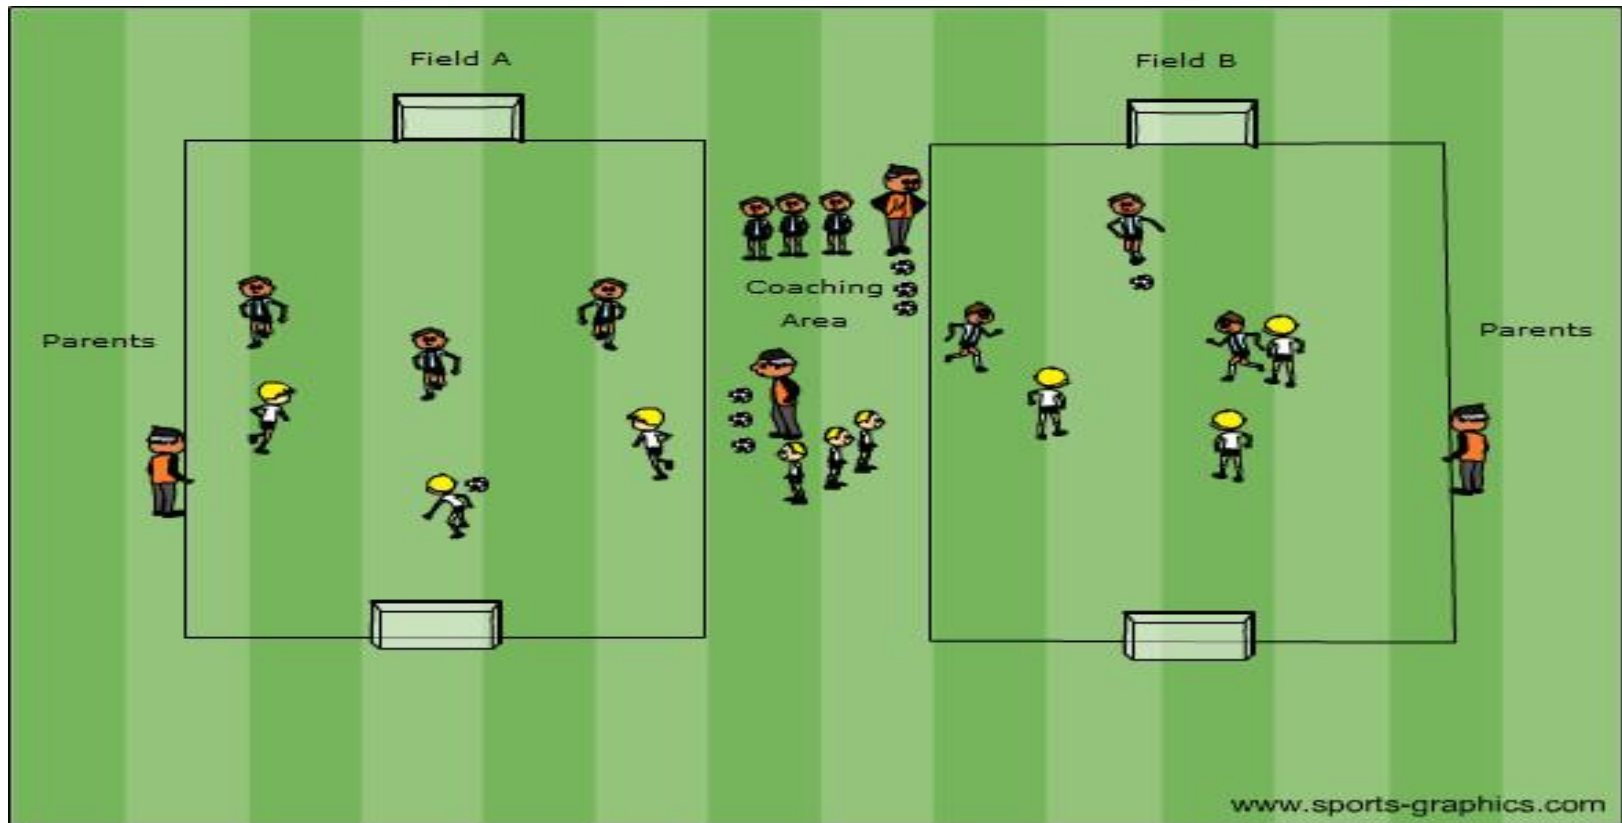 Field A
Field B
Coaching
Area
Parents
Parents
www.sports-graphics.com